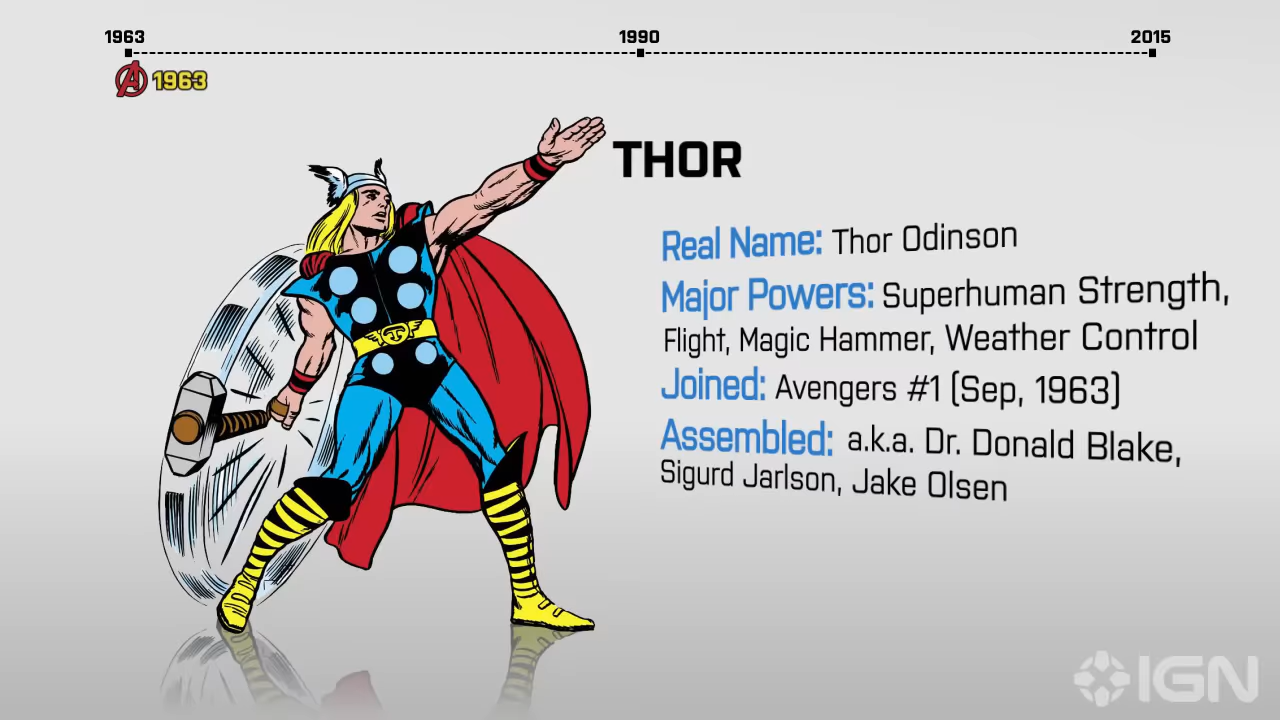 1963 1990 2015
1963
THOR
Real Name: Thor Odinson
Major Powers: Superhuman Strength,
Flight, Magic Hammer, Weather Control
Joined: Avengers #1 (Sep, 1963)
Assembled: a.k.a. Dr. Donald Blake,
Sigurd Jarlson, Jake Olsen
IGN